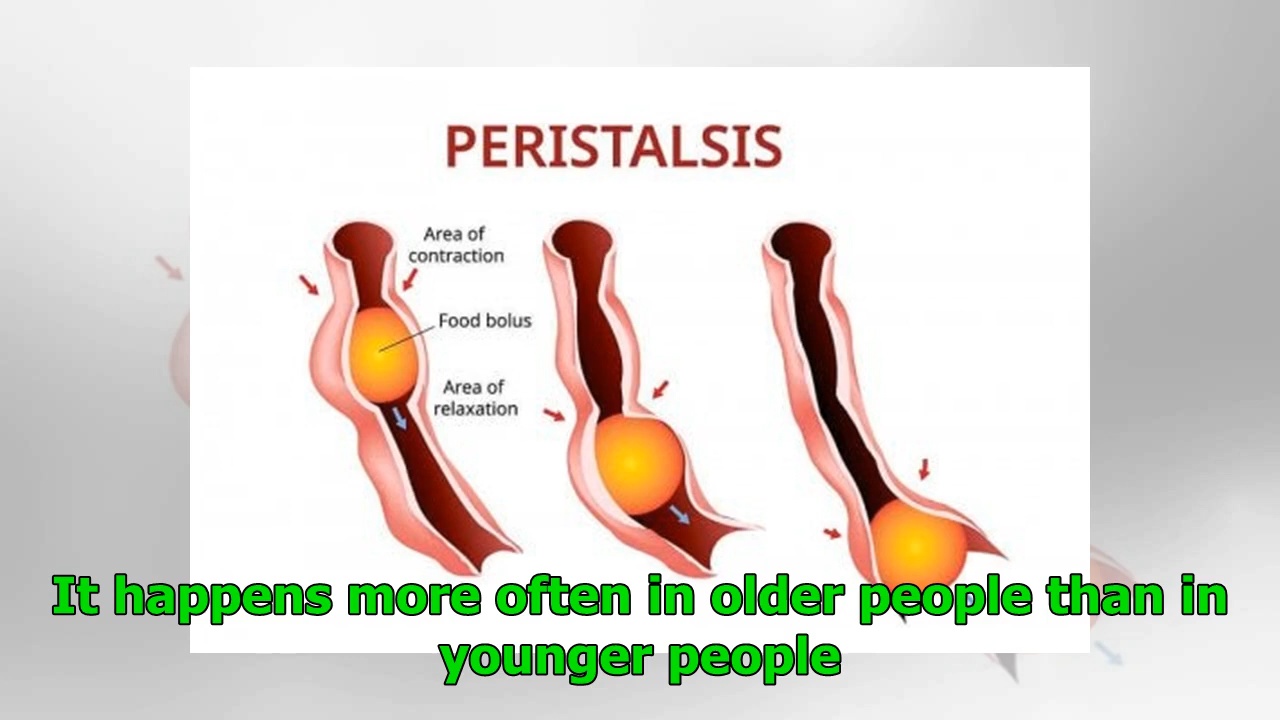 PERISTALSIS
Area of
contraction
Food bolus
Area of
relaxation
It happens more often in older people than in
younger people